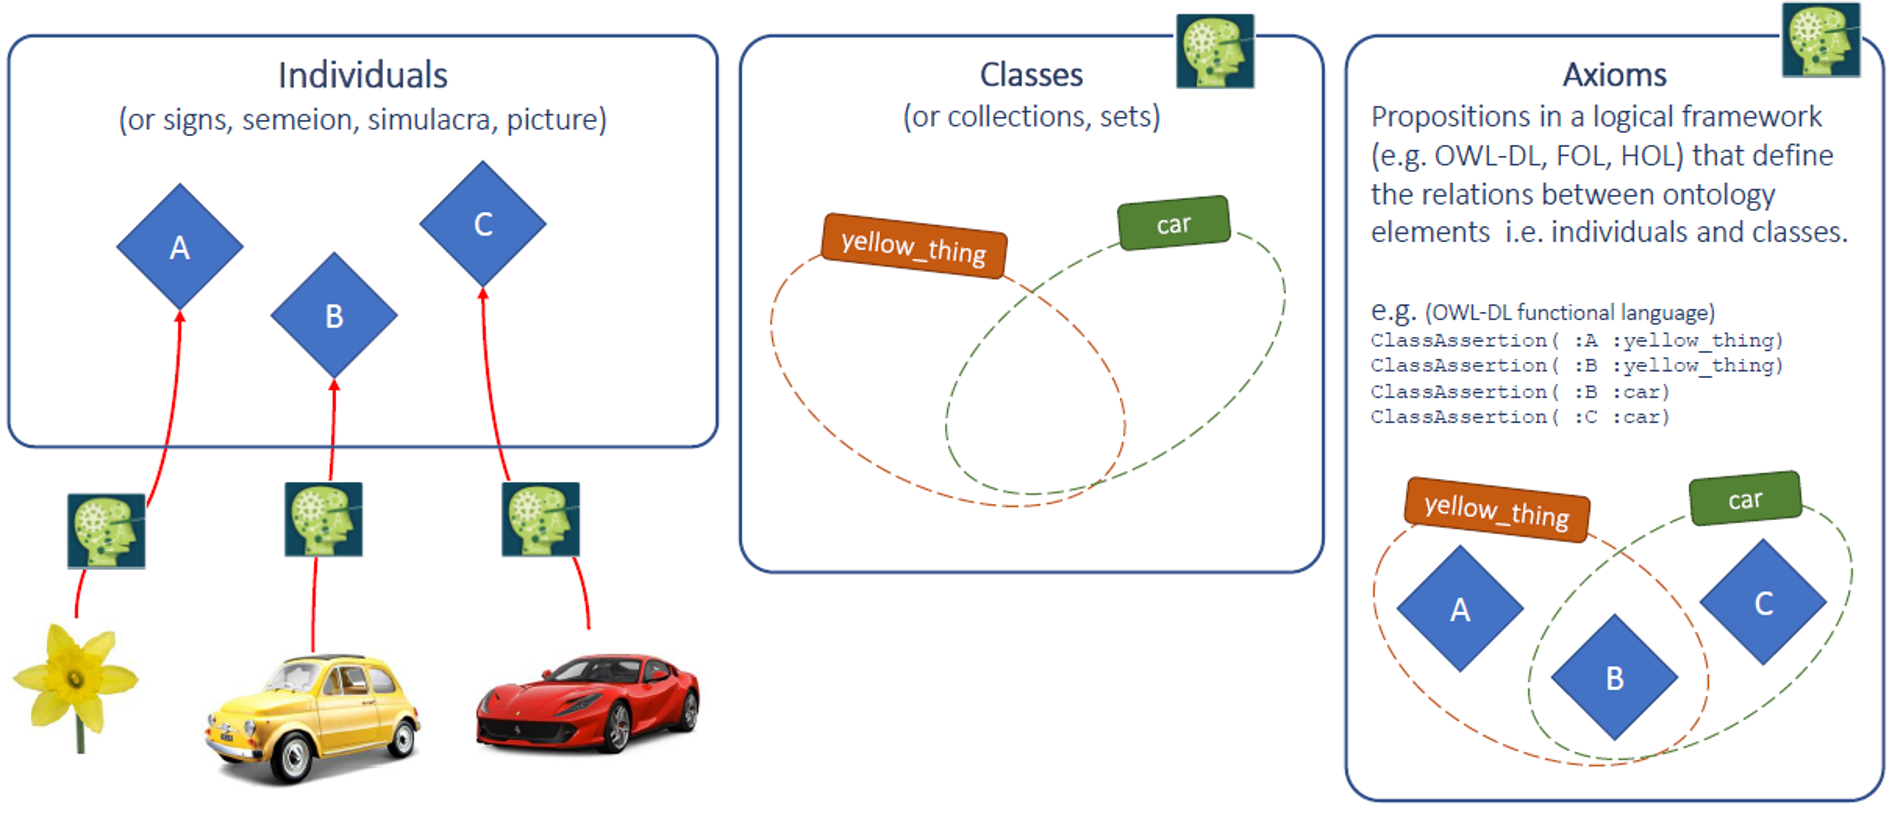 Individuals
(or signs, semeion, simulacra, picture)
A
B
C
Classes
(or collections, sets)
yellow_thing
car
Axioms
Propositions in a logical framework
(e.g. OWL-DL, FOL, HOL) that define
the relations between ontology
elements i.e. individuals and classes.
e.g. (OWL-DL functional language)
ClassAssertion( :A :yellow_thing)
ClassAssertion( :B :yellow_thing)
ClassAssertion( :B :car)
ClassAssertion( :C :car)
yellow_thing
car
A
B
C